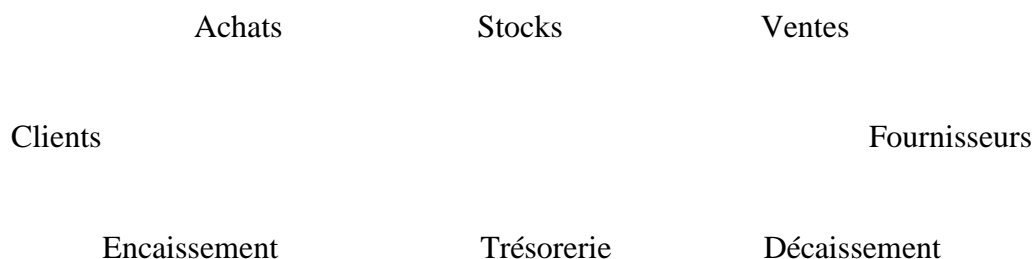 Achats Stocks Ventes
Clients Fournisseurs
Encaissement Trésorerie Décaissement